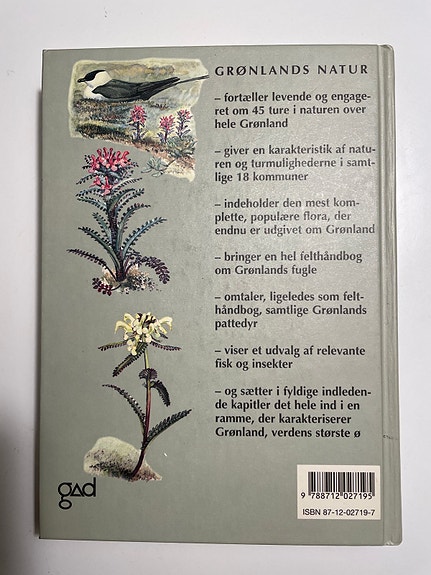 GRØNLANDS NATUR
– fortæller levende og engage-
ret om 45 ture i naturen over
hele Grønland
– giver en karakteristik af natu-
ren og turmulighederne i samt-
lige 18 kommuner
– indeholder den mest kom-
plette, populære flora, der
endnu er udgivet om Grønland
– bringer en hel felthåndbog
om Grønlands fugle
– omtaler, ligeledes som felt-
håndbog, samtlige Grønlands
pattedyr
– viser et udvalg af relevante
fisk og insekter
– og sætter i fyldige indleden-
de kapitler det hele ind i en
ramme, der karakteriserer
Grønland, verdens største ø
gad
9 788712 027195
ISBN 87-12-02719-7